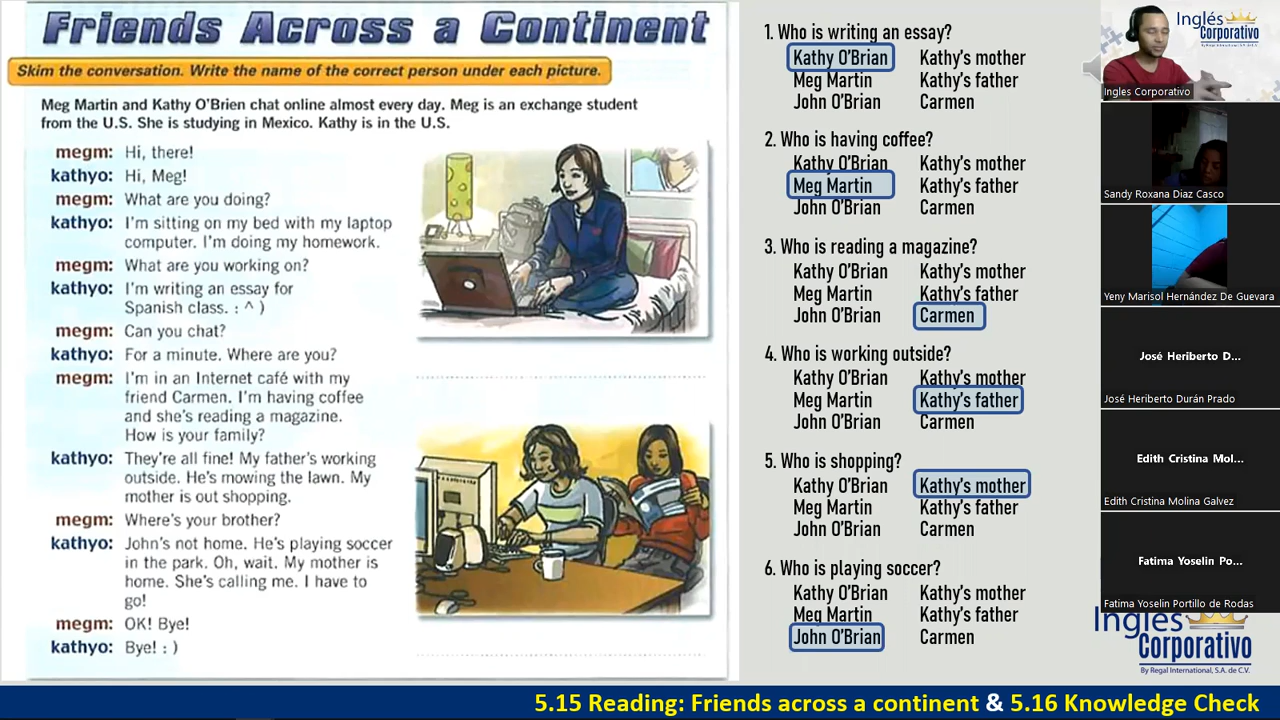 Friends Across a Continent
Skim the conversation. Write the name of the correct person under each picture.
Meg Martin and Kathy O'Brien chat online almost every day. Meg is an exchange student
from the U.S. She is studying in Mexico. Kathy is in the U.S.
megm: Hi, there!
kathyo: Hi, Meg!
megm: What are you doing?
kathyo: I'm sitting on my bed with my laptop
computer. I'm doing my homework.
megm: What are you working on?
kathyo: I'm writing an essay for
Spanish class. : ^ )
megm: Can you chat?
kathyo: For a minute. Where are you?
megm: I'm in an Internet café with my
friend Carmen. I'm having coffee
and she's reading a magazine.
How is your family?
kathyo: They're all fine! My father's working
outside. He's mowing the lawn. My
mother is out shopping.
megm: Where's your brother?
kathyo: John's not home. He's playing soccer
in the park. Oh, wait. My mother is
home. She's calling me. I have to
go!
megm: OK! Bye!
kathyo: Bye! : )
1. Who is writing an essay?
Kathy O'Brian Kathy's mother
Meg Martin Kathy's father
John O'Brian Carmen
2. Who is having coffee?
Kathy O'Brian Kathy's mother
Meg Martin Kathy's father
John O'Brian Carmen
3. Who is reading a magazine?
Kathy O'Brian Kathy's mother
Meg Martin Kathy's father
John O'Brian Carmen
4. Who is working outside?
Kathy O'Brian Kathy's mother
Meg Martin Kathy's father
John O'Brian Carmen
5. Who is shopping?
Kathy O'Brian Kathy's mother
Meg Martin Kathy's father
John O'Brian Carmen
6. Who is playing soccer?
Kathy O'Brian Kathy's mother
Meg Martin Kathy's father
John O'Brian Carmen
Inglés
Corporativo
By Regal International, S.A. de C.V.
Ingles Corporativo
Sandy Roxana Diaz Casco
Yeny Marisol Hernández De Guevara
José Heriberto D...
José Heriberto Durán Prado
Edith Cristina Mol...
Edith Cristina Molina Galvez
Fatima Yoselin Po...
Fatima Yoselin Portillo de Rodas
Inglés
Corporativo
By Regal International, S.A. de C.V.
5.15 Reading: Friends across a continent & 5.16 Knowledge Check